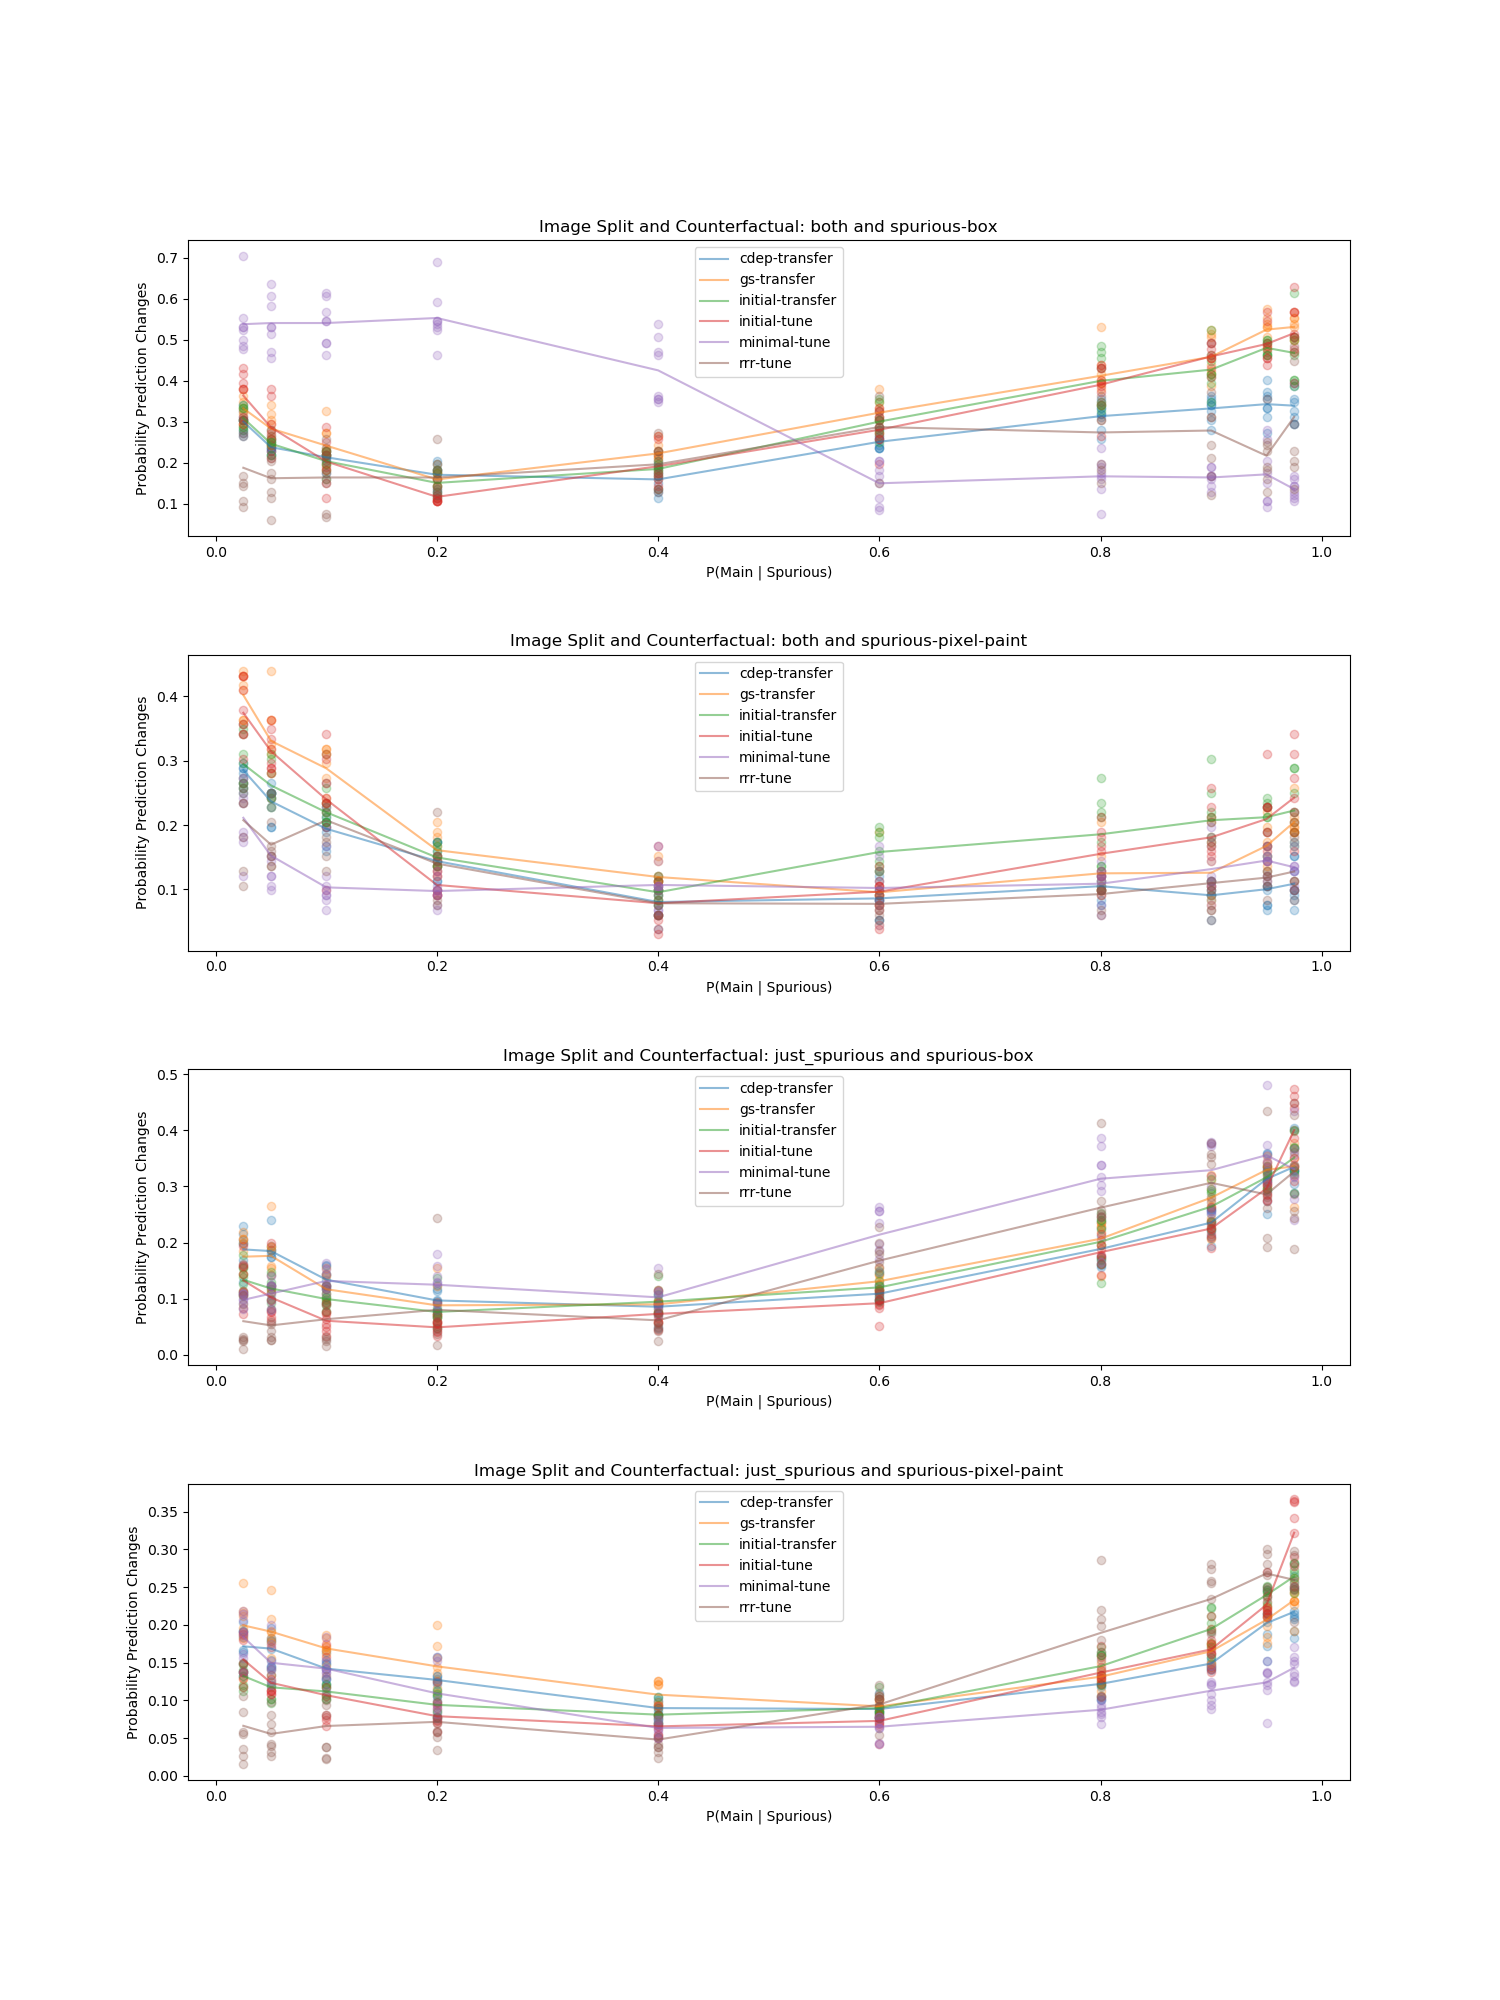 Image Split and Counterfactual: both and spurious-box
Probability Prediction Changes
0.7
0.6
0.5
0.4
0.3
0.2
0.1
cdep-transfer
gs-transfer
initial-transfer
initial-tune
minimal-tune
rrr-tune
0.0 0.2 0.4 0.6 0.8 1.0
P(Main | Spurious)
Image Split and Counterfactual: both and spurious-pixel-paint
Probability Prediction Changes
0.4
0.3
0.2
0.1
cdep-transfer
gs-transfer
initial-transfer
initial-tune
minimal-tune
rrr-tune
0.0 0.2 0.4 0.6 0.8 1.0
P(Main | Spurious)
Image Split and Counterfactual: just_spurious and spurious-box
Probability Prediction Changes
0.5
0.4
0.3
0.2
0.1
0.0
cdep-transfer
gs-transfer
initial-transfer
initial-tune
minimal-tune
rrr-tune
0.0 0.2 0.4 0.6 0.8 1.0
P(Main | Spurious)
Image Split and Counterfactual: just_spurious and spurious-pixel-paint
Probability Prediction Changes
0.35
0.30
0.25
0.20
0.15
0.10
0.05
0.00
cdep-transfer
gs-transfer
initial-transfer
initial-tune
minimal-tune
rrr-tune
0.0 0.2 0.4 0.6 0.8 1.0
P(Main | Spurious)